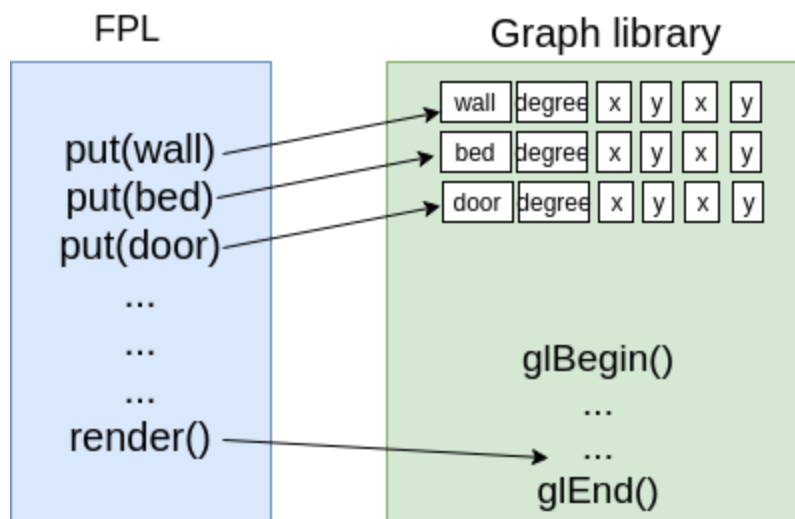 FPL
Graph library
put(wall)
put(bed)
put(door)
...
...
...
render()
wall degree x y x y
bed degree x y x y
door degree x y x y
glBegin()
...
...
glEnd()